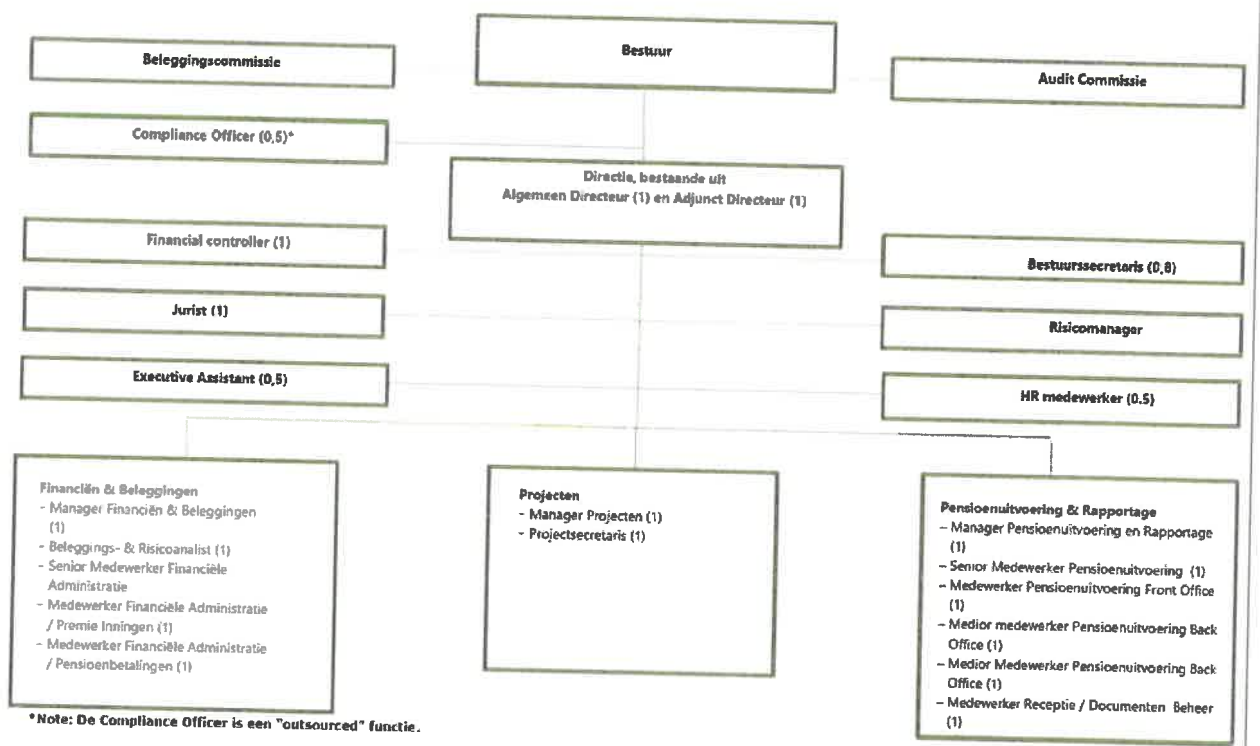 Bestuur
Beleggingscommissie
Audit Commissie
Compliance Officer (0,5)*
Directie, bestaande uit
Algemeen Directeur (1) en Adjunct Directeur (1)
Financial controller (1)
Bestuurssecretaris (0,8)
Jurist (1)
Risicomanager
Executive Assistant (0,5)
HR medewerker (0.5)
Financiën & Beleggingen
- Manager Financiën & Beleggingen
(1)
- Beleggings- & Risicoanalist (1)
- Senior Medewerker Financiële
Administratie
- Medewerker Financiële Administratie
/ Premie Inningen (1)
- Medewerker Financiële Administratie
/ Pensioenbetalingen (1)
Projecten
- Manager Projecten (1)
- Projectsecretaris (1)
Pensioenuitvoering & Rapportage
– Manager Pensioenuitvoering en Rapportage
(1)
– Senior Medewerker Pensioenuitvoering (1)
– Medewerker Pensioenuitvoering Front Office
(1)
– Medior medewerker Pensioenuitvoering Back
Office (1)
– Medior Medewerker Pensioenuitvoering Back
Office (1)
– Medewerker Receptie / Documenten Beheer
(1)
*Note: De Compliance Officer is een "outsourced" functie.